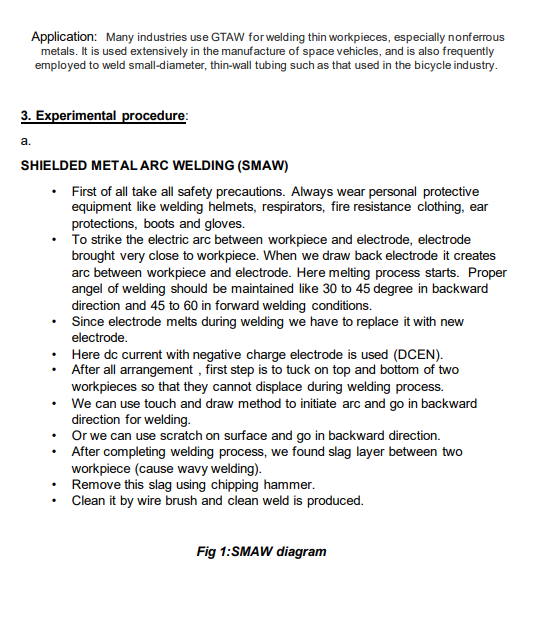 Application: Many industries use GTAW for welding thin workpieces, especially nonferrous
metals. It is used extensively in the manufacture of space vehicles, and is also frequently
employed to weld small-diameter, thin-wall tubing such as that used in the bicycle industry.
3. Experimental procedure:
a.
SHIELDED METAL ARC WELDING (SMAW)
• First of all take all safety precautions. Always wear personal protective
equipment like welding helmets, respirators, fire resistance clothing, ear
protections, boots and gloves.
• To strike the electric arc between workpiece and electrode, electrode
brought very close to workpiece. When we draw back electrode it creates
arc between workpiece and electrode. Here melting process starts. Proper
angel of welding should be maintained like 30 to 45 degree in backward
direction and 45 to 60 in forward welding conditions.
• Since electrode melts during welding we have to replace it with new
electrode.
• Here dc current with negative charge electrode is used (DCEN).
• After all arrangement , first step is to tuck on top and bottom of two
workpieces so that they cannot displace during welding process.
• We can use touch and draw method to initiate arc and go in backward
direction for welding.
• Or we can use scratch on surface and go in backward direction.
• After completing welding process, we found slag layer between two
workpiece (cause wavy welding).
• Remove this slag using chipping hammer.
• Clean it by wire brush and clean weld is produced.
Fig 1:SMAW diagram